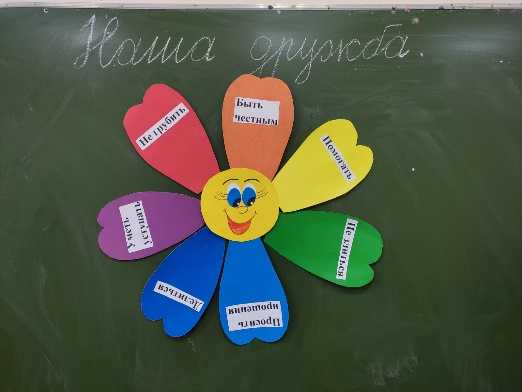 Наша дружба.
Не грубить
Быть
честным
Помогать
Не злиться
Просить
прощения
Делиться
Уметь
уступать